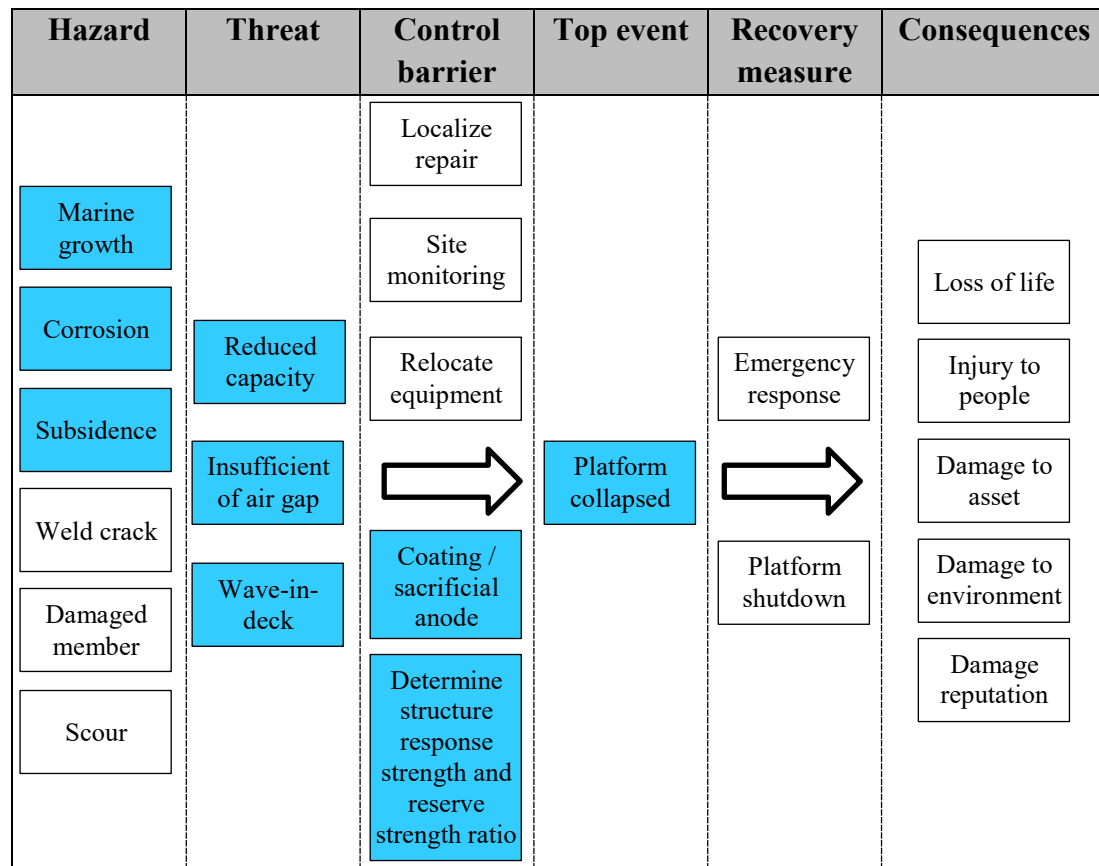 Hazard
Threat
Control
barrier
Top event
Recovery
measure
Consequences
Marine
growth
Corrosion
Subsidence
Weld crack
Damaged
member
Scour
Reduced
capacity
Insufficient
of air gap
Wave-in-
deck
Localize
repair
Site
monitoring
Relocate
equipment
Coating /
sacrificial
anode
Determine
structure
response
strength and
reserve
strength ratio
Platform
collapsed
Emergency
response
Platform
shutdown
Loss of life
Injury to
people
Damage to
asset
Damage to
environment
Damage
reputation